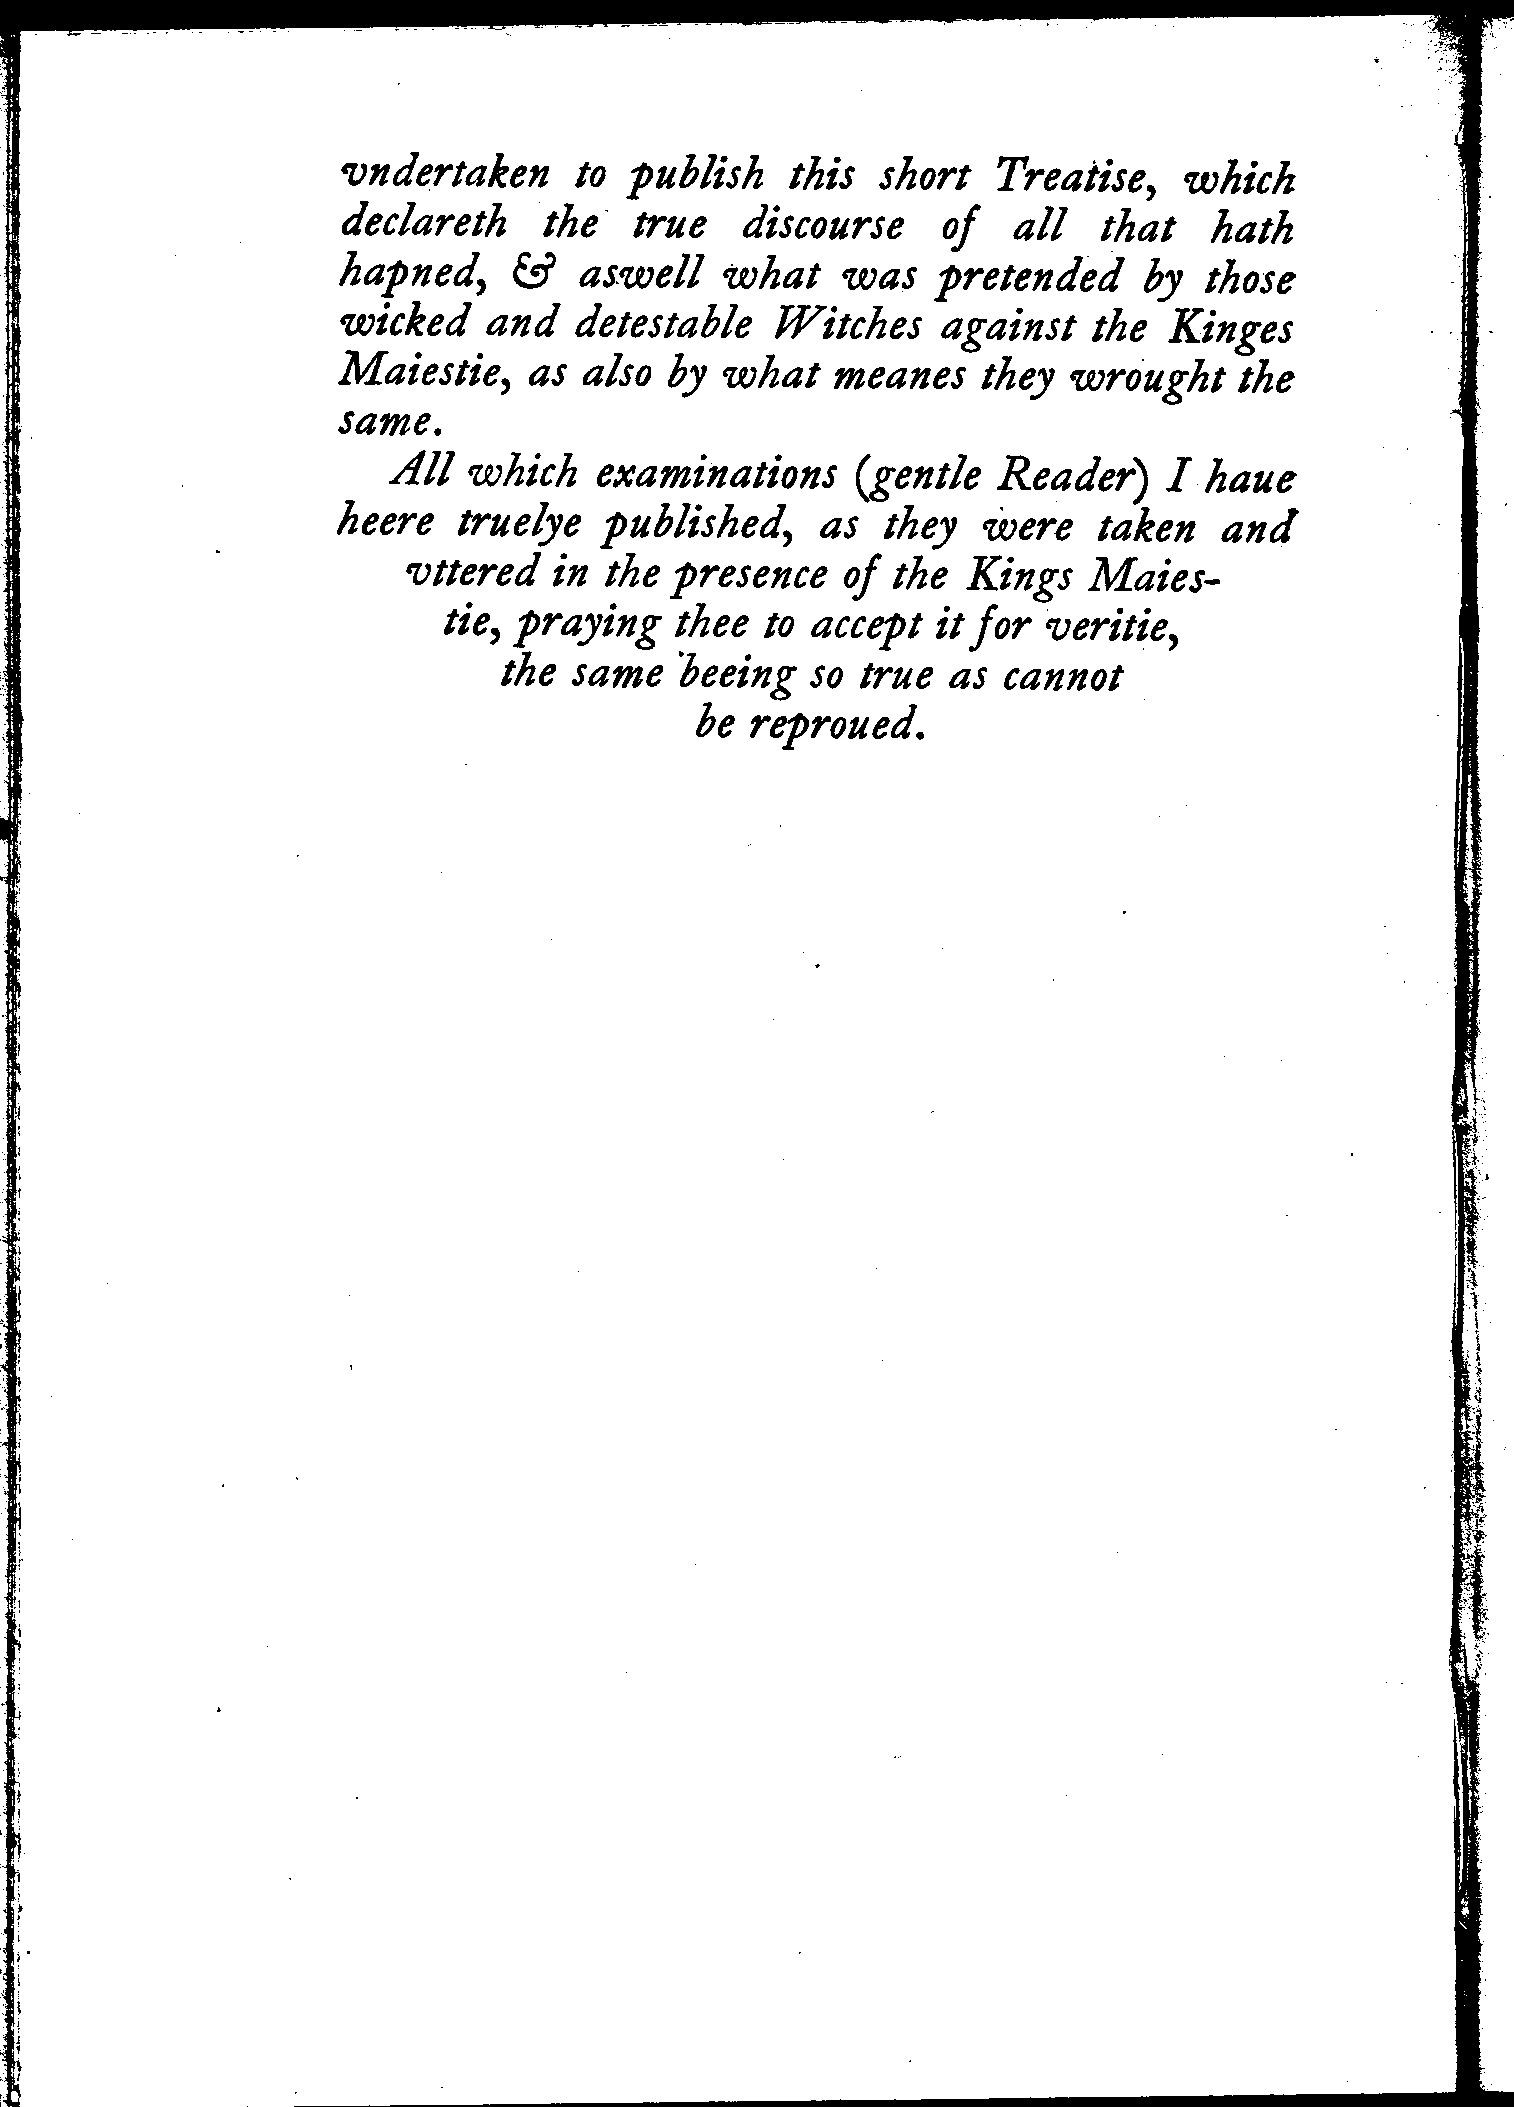 vndertaken to publish this short Treatise, which
declareth the true discourse of all that hath
hapned, & aswell what was pretended by those
wicked and detestable Witches against the Kinges
Maiestie, as also by what meanes they wrought the
same.
All which examinations (gentle Reader) I haue
heere truelye published, as they were taken and
vttered in the presence of the Kings Maies-
tie, praying thee to accept it for veritie,
the same beeing so true as cannot
be reproued.